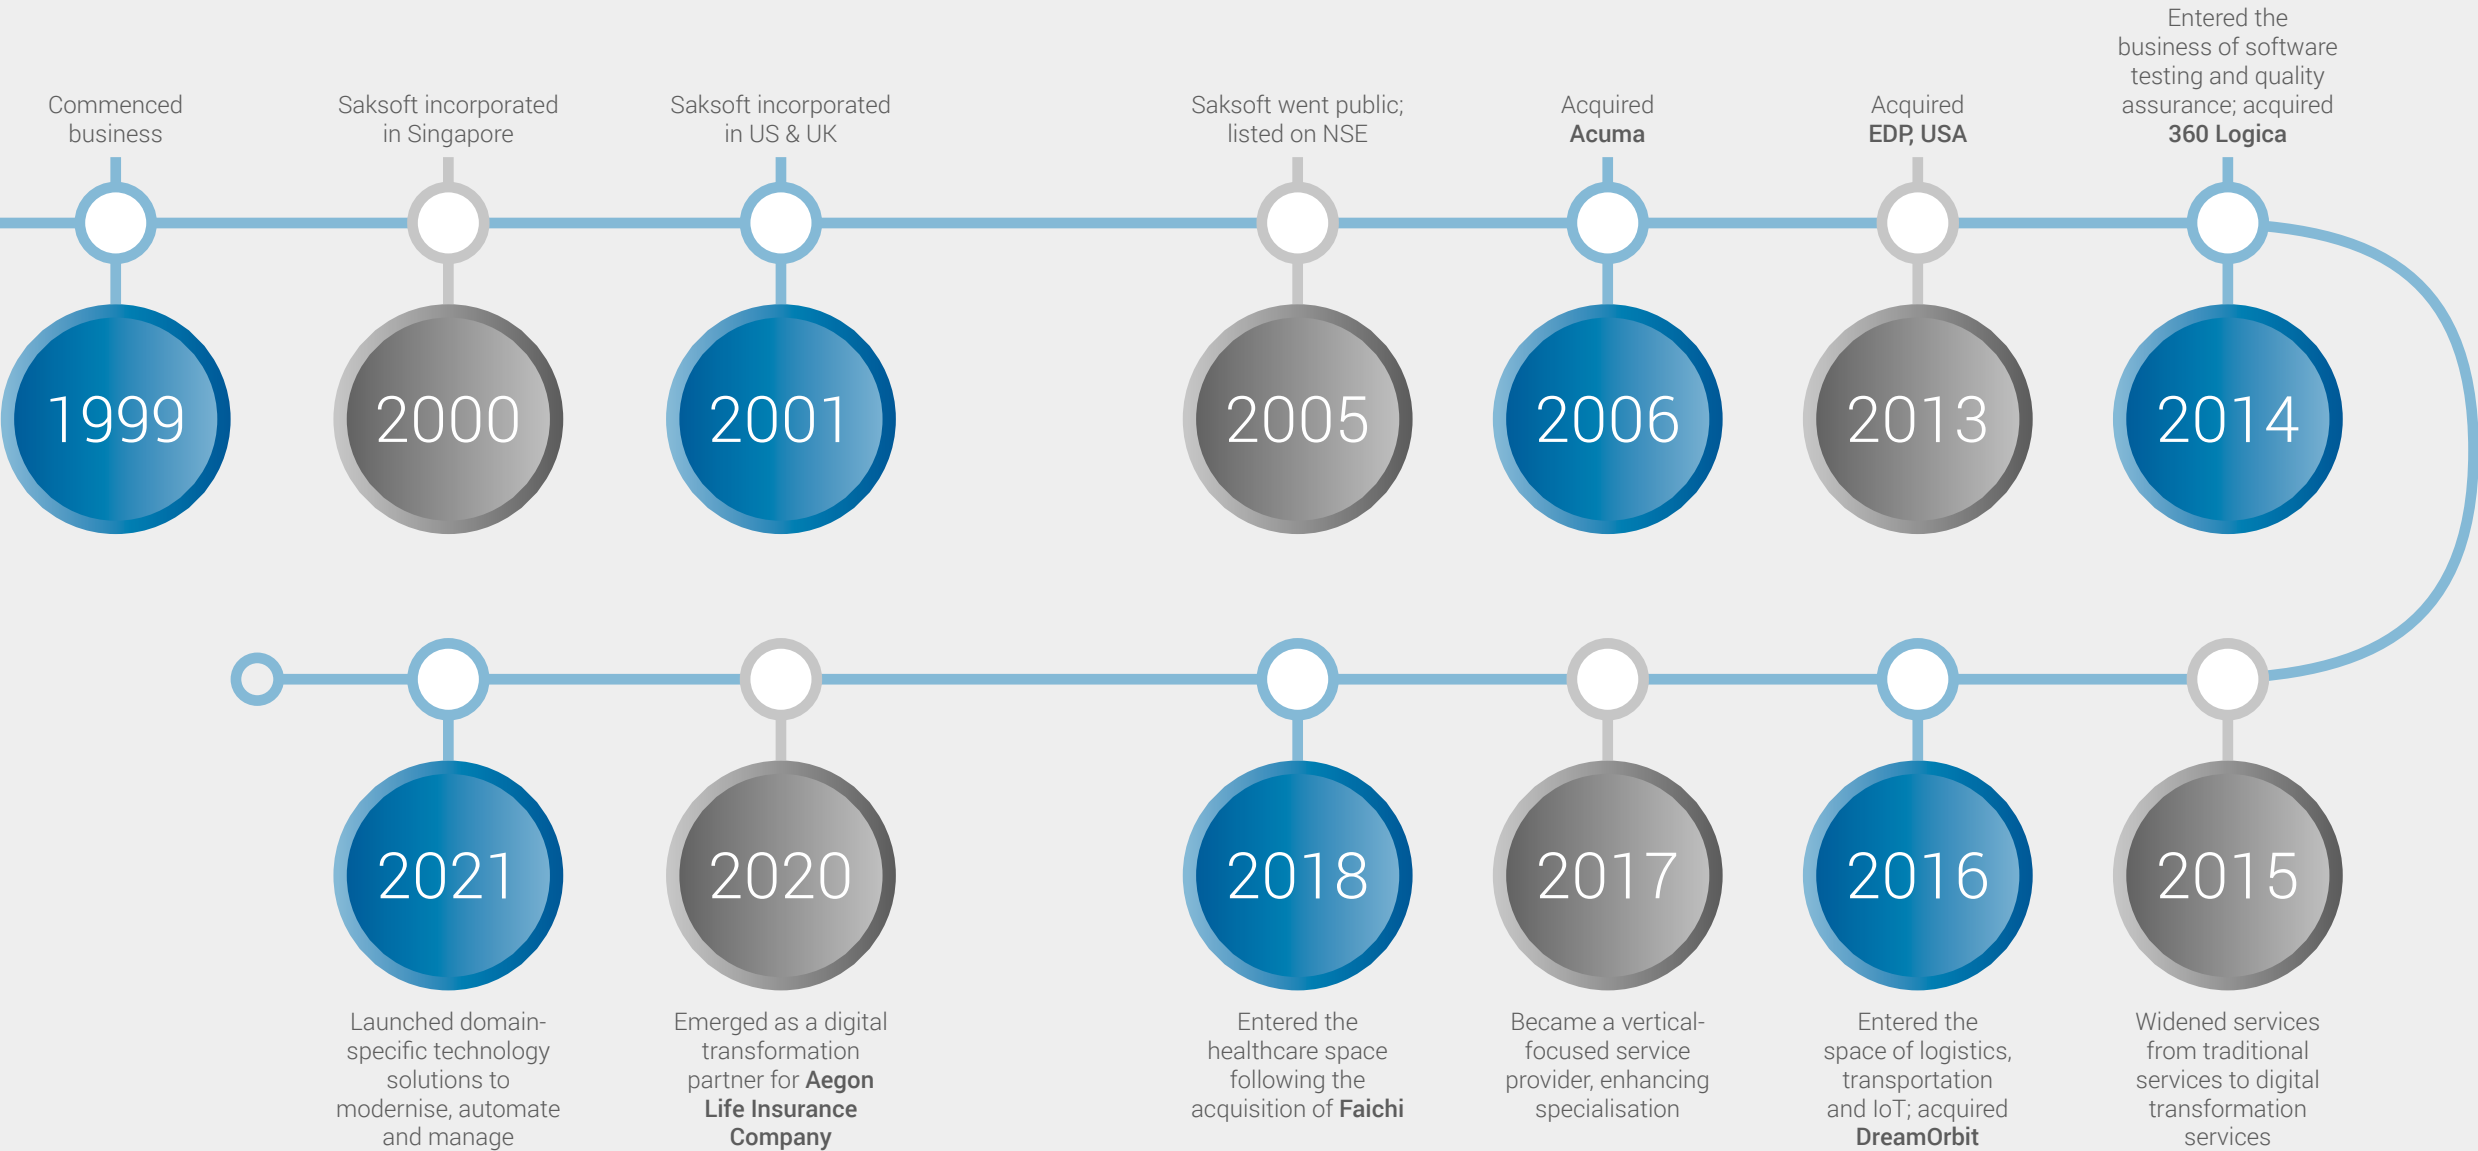 Commenced
business
1999
Saksoft incorporated
in Singapore
2000
Saksoft incorporated
in US & UK
2001
Saksoft went public;
listed on NSE
2005
Acquired
Acuma
2006
Acquired
EDP, USA
2013
Entered the
business of software
testing and quality
assurance; acquired
360 Logica
2014
2015
Widened services
from traditional
services to digital
transformation
services
2016
Entered the
space of logistics,
transportation
and IoT; acquired
DreamOrbit
2017
Became a vertical-
focused service
provider, enhancing
specialisation
2018
Entered the
healthcare space
following the
acquisition of Faichi
2020
Emerged as a digital
transformation
partner for Aegon
Life Insurance
Company
2021
Launched domain-
specific technology
solutions to
modernise, automate
and manage